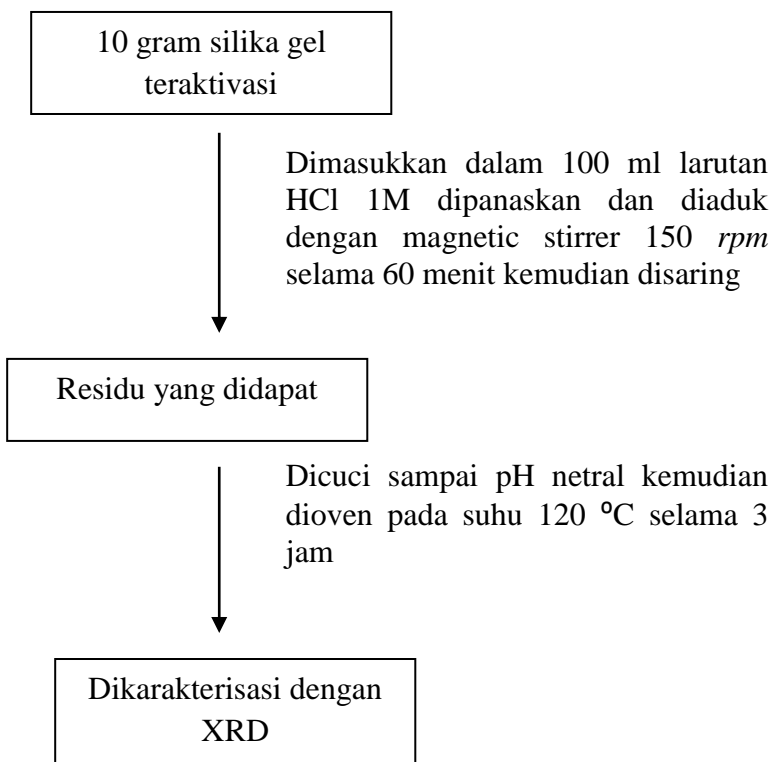 10 gram silika gel
teraktivasi
Dimasukkan dalam 100 ml larutan
HCl 1M dipanaskan dan diaduk
dengan magnetic stirrer 150 rpm
selama 60 menit kemudian disaring
Residu yang didapat
Dicuci sampai pH netral kemudian
dioven pada suhu 120 ⁰C selama 3
jam
Dikarakterisasi dengan
XRD